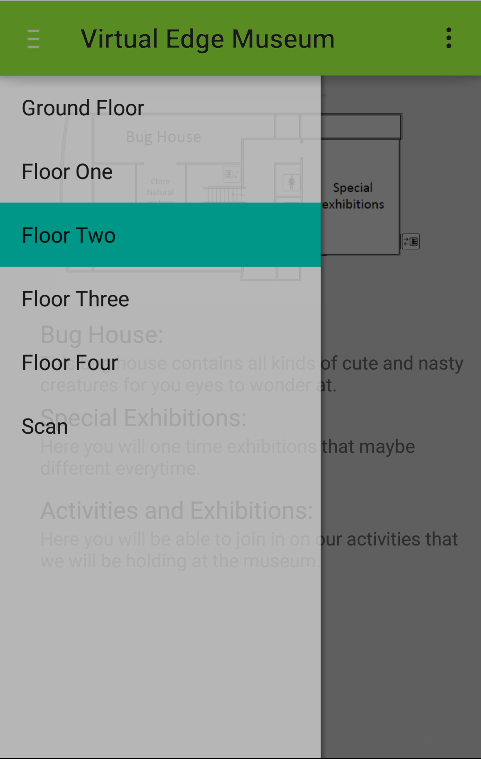 Virtual Edge Museum
Ground Floor
Floor One
Floor Two
Floor Three
Floor Four
Scan
Bug House
Special
exhibitions
Bug House:
house contains all kinds of cute and nasty
creatures for you eyes to wonder at.
Special Exhibitions:
Here you will one time exhibitions that maybe
different everytime.
Activities and Exhibitions:
Here you will be able to join in on our activities that
we will be holding at the museum.